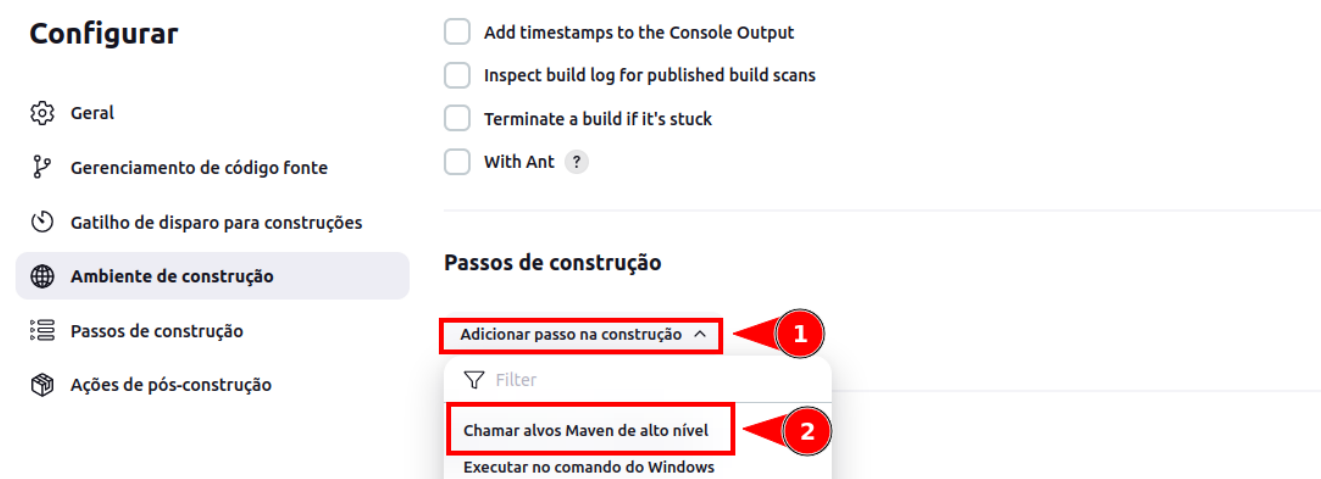 Configurar
Geral
Gerenciamento de código fonte
Gatilho de disparo para construções
Ambiente de construção
Passos de construção
Ações de pós-construção
Add timestamps to the Console Output
Inspect build log for published build scans
Terminate a build if it's stuck
With Ant ?
Passos de construção
Adicionar passo na construção
1
Filter
Chamar alvos Maven de alto nível
2
Executar no comando do Windows